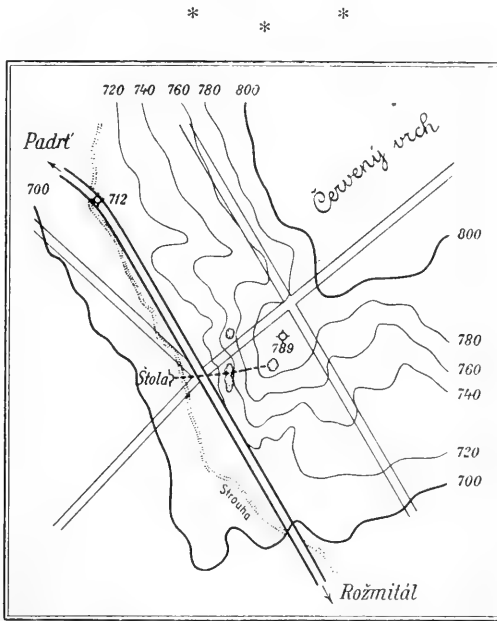 * * *
720 740 760 780 800
Padrť
700
712
Červený vrch
800
789
780
Štola
760
740
720
700
Strouha
Rožmitál